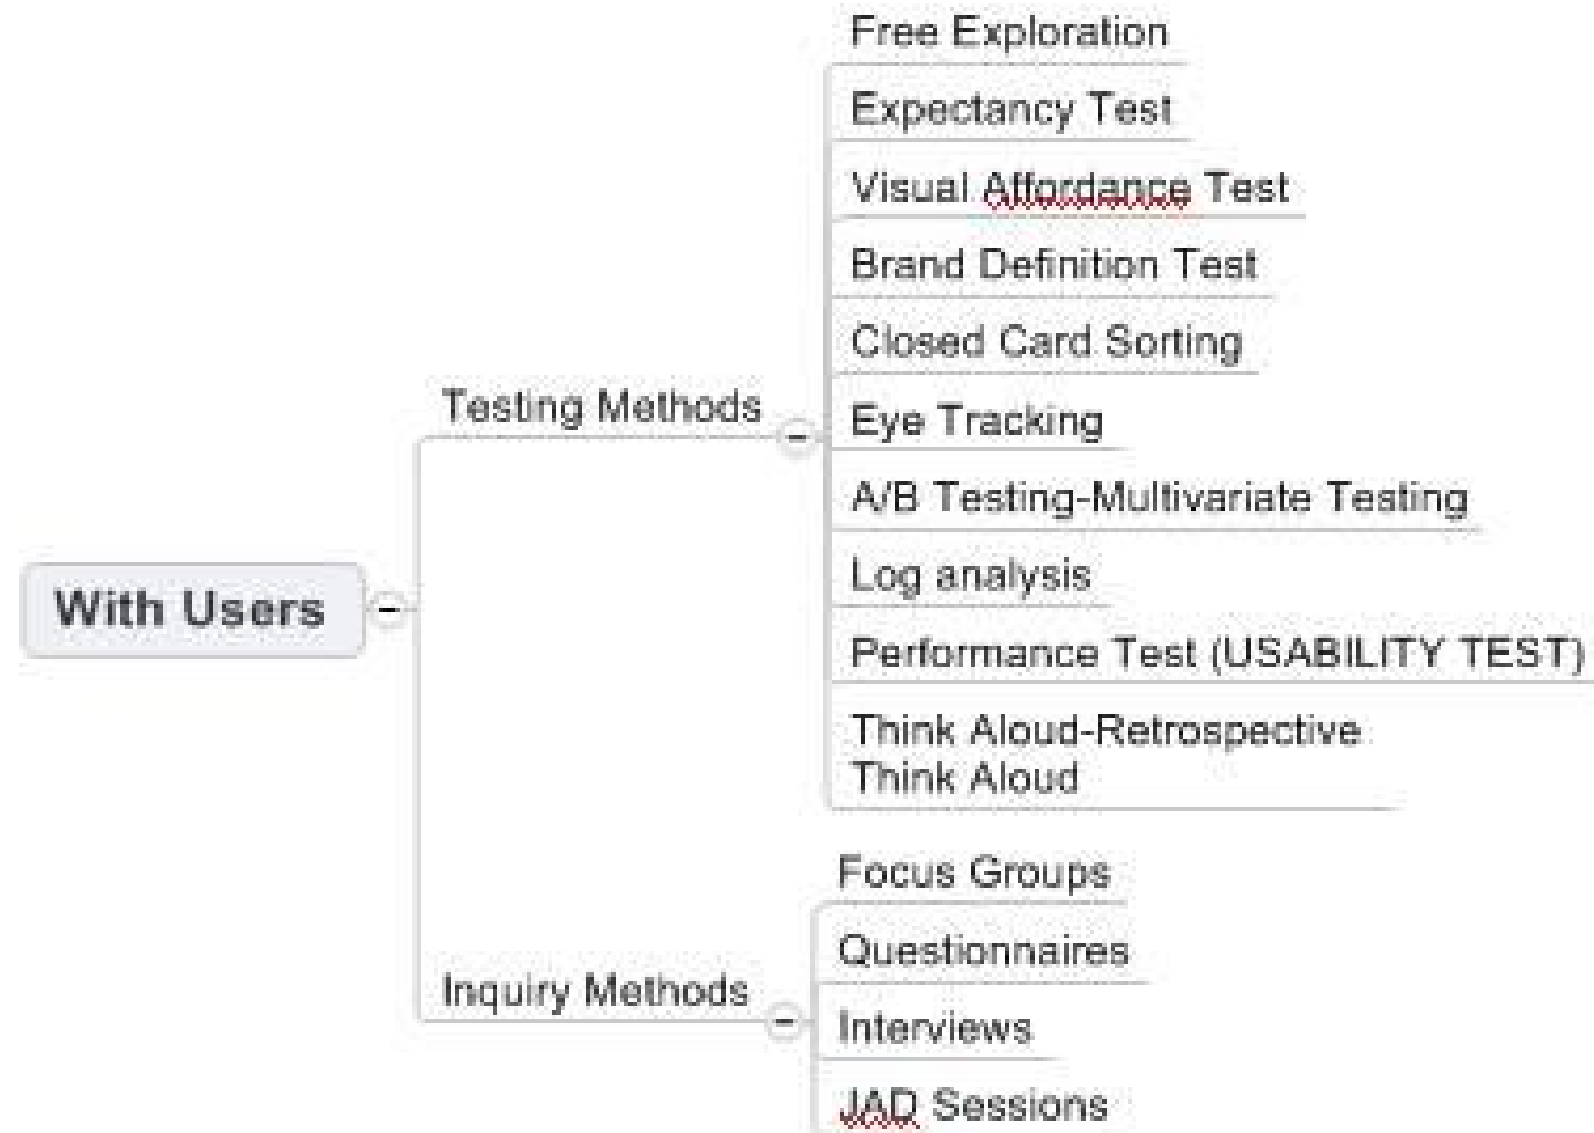 Free Exploration
Expectancy Test
Visual Affordance Test
Brand Definition Test
Closed Card Sorting
Testing Methods
Eye Tracking
A/B Testing-Multivariate Testing
Log analysis
With Users
Performance Test (USABILITY TEST)
Think Aloud-Retrospective
Think Aloud
Focus Groups
Questionnaires
Inquiry Methods
Interviews
JAD Sessions